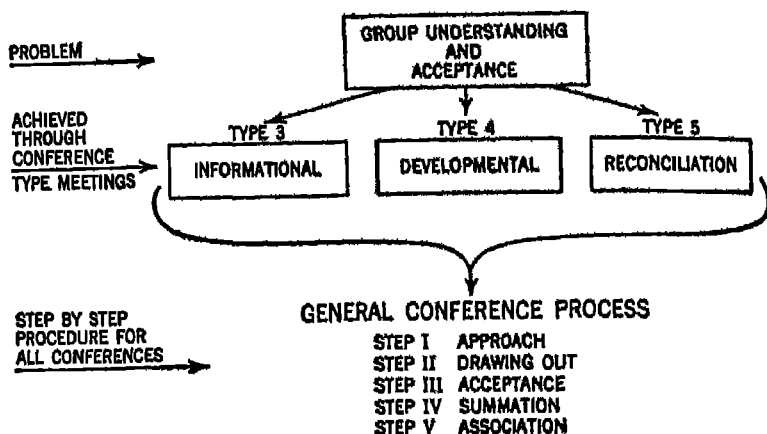 PROBLEM
GROUP UNDERSTANDING
AND
ACCEPTANCE
ACHIEVED
THROUGH
CONFERENCE
TYPE MEETINGS
TYPE 3
INFORMATIONAL
TYPE 4
DEVELOPMENTAL
TYPE 5
RECONCILIATION
STEP BY STEP
PROCEDURE FOR
ALL CONFERENCES
GENERAL CONFERENCE PROCESS
STEP I APPROACH
STEP II DRAWING OUT
STEP III ACCEPTANCE
STEP IV SUMMATION
STEP V ASSOCIATION